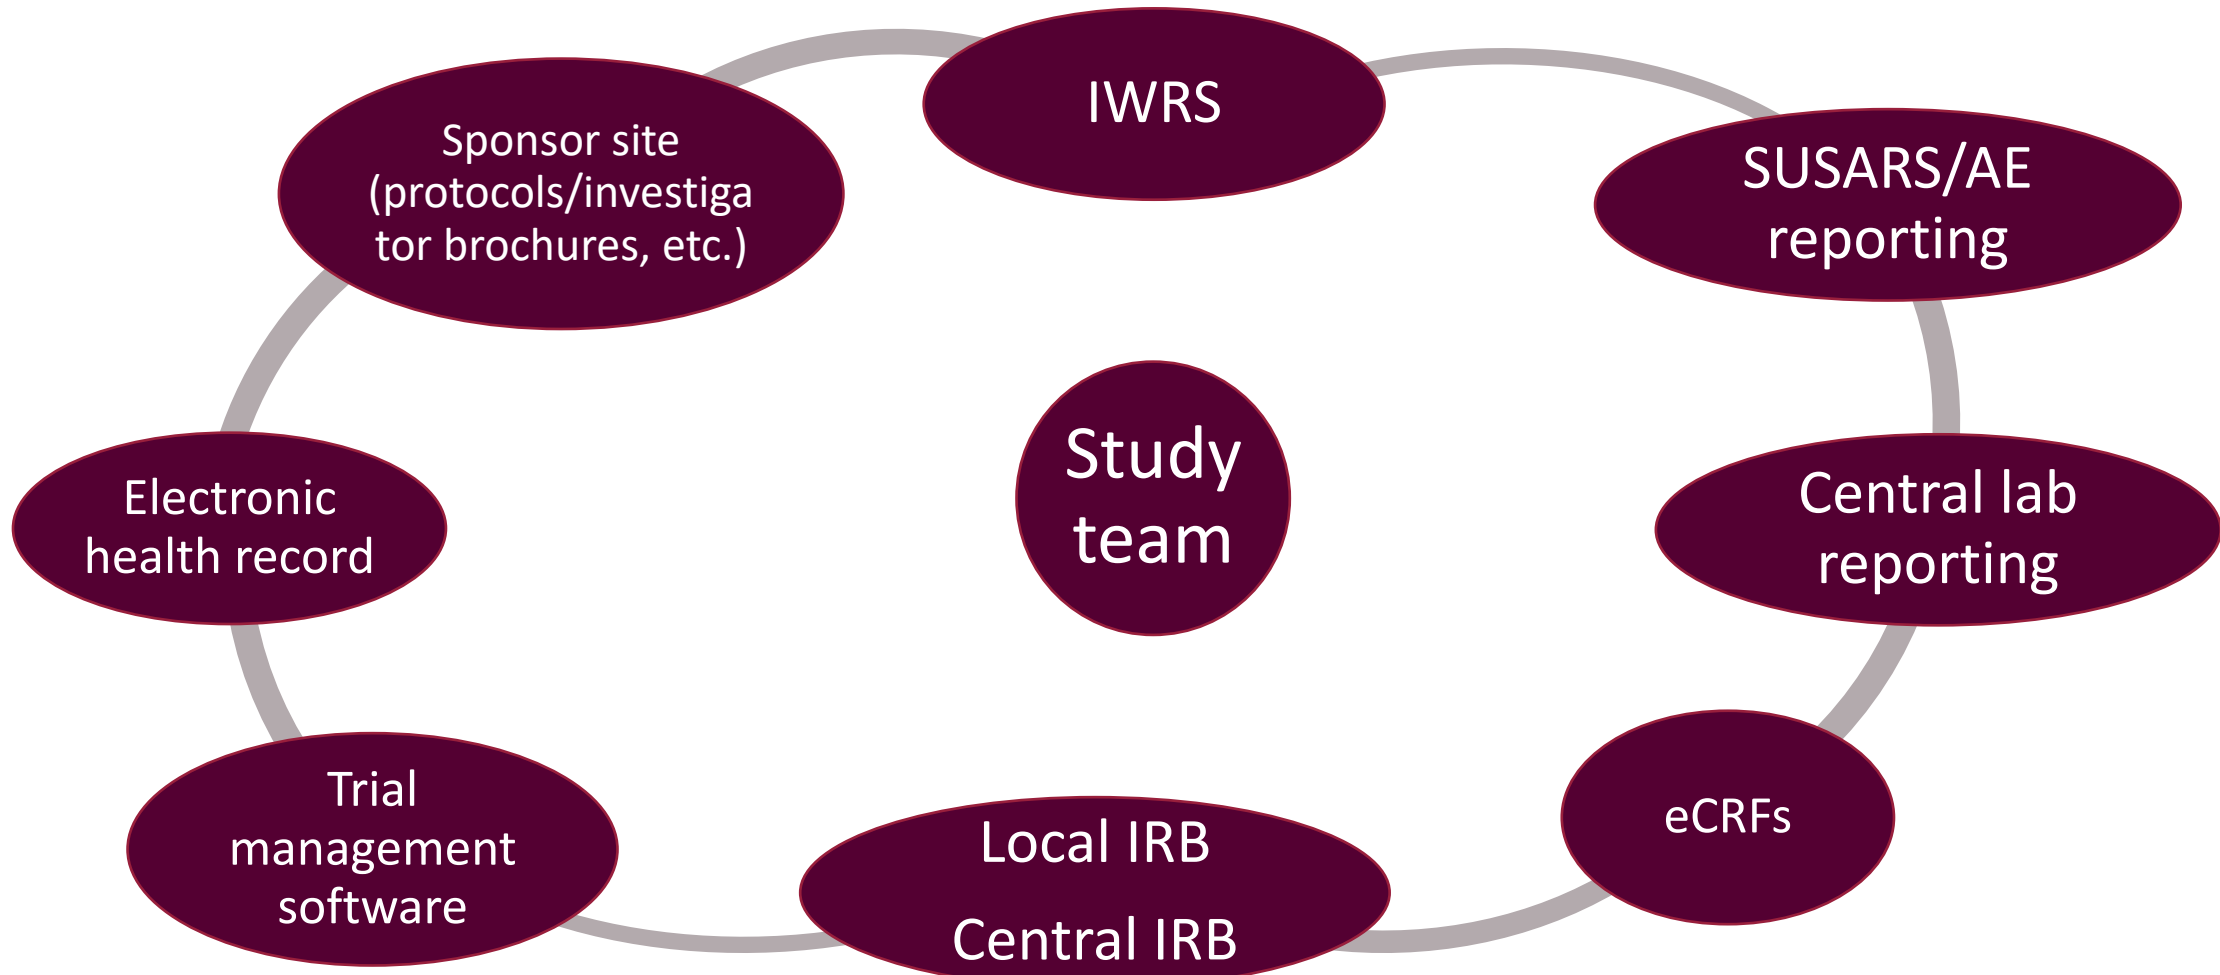 IWRS
Sponsor site
(protocols/investiga
tor brochures, etc.)
SUSARS/AE
reporting
Study
team
Electronic
health record
Central lab
reporting
Trial
management
software
Local IRB
Central IRB
eCRFs